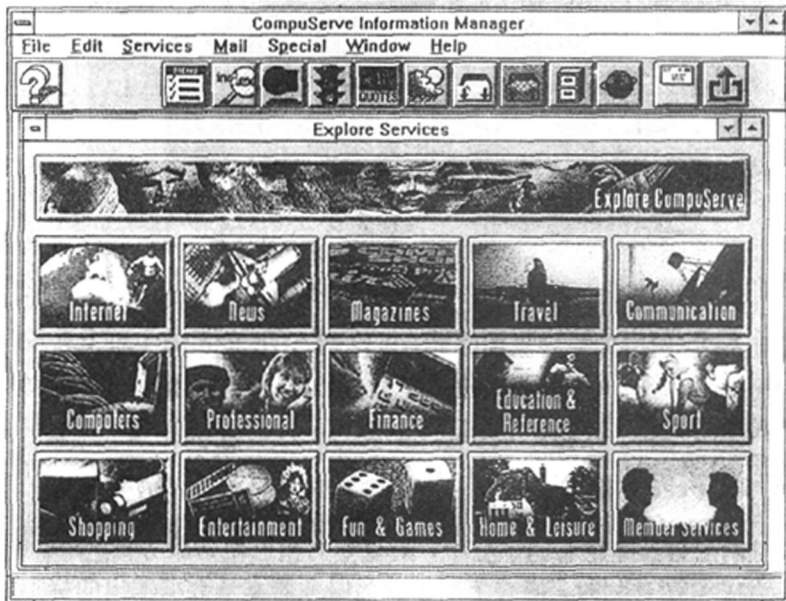 CompuServe Information Manager
File Edit Services Mail Special Window Help
QUOTES
Explore Services
Explore CompuServe
Internet News Magazines Travel Communication
Computers Professional Finance Education & Reference Sport
Shopping Entertainment Fun & Games Home & Leisure Member Services